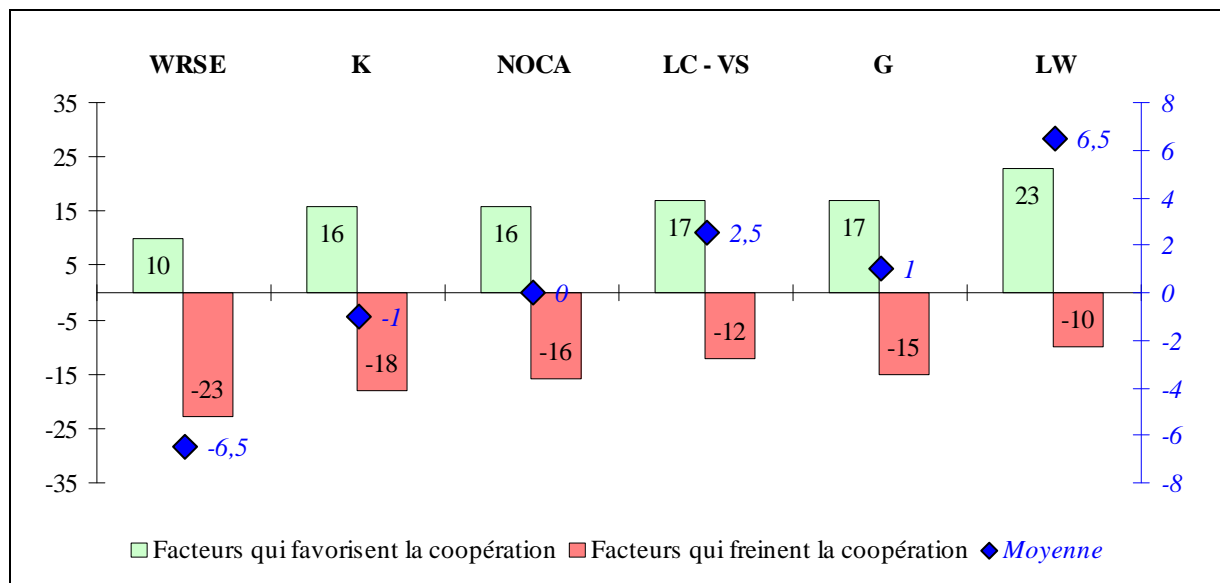 WRSE K NOCA LC - VS G LW
35 8
25 6
15 4
5 2
-5 0
-15 -2
-25 -4
-35 -6
-8
10 16 16 17 17 23
-23 -18 -16 -12 -15 -10
-6,5 -1 0 2,5 1 6,5
Facteurs qui favorisent la coopération Facteurs qui freinent la coopération Moyenne